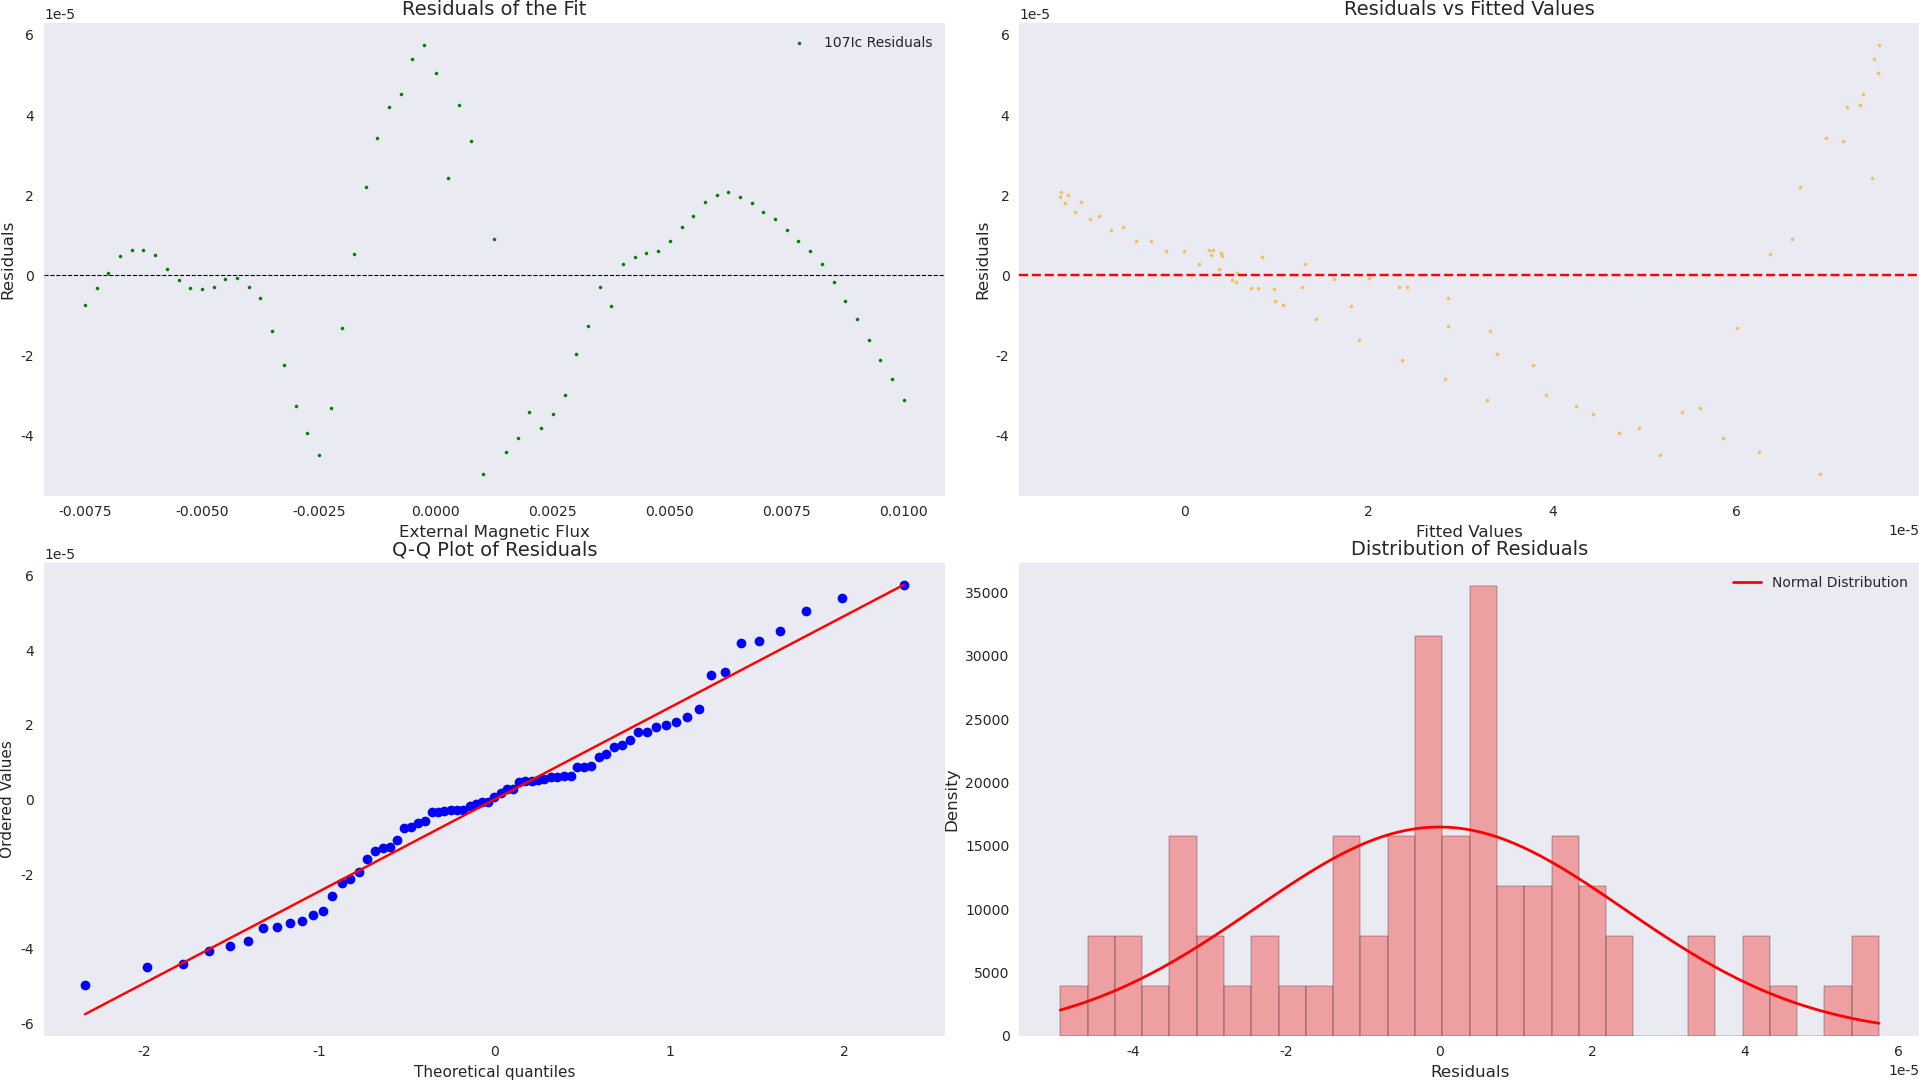 Residuals of the Fit
1e-5
107Ic Residuals
6
4
2
0
-2
-4
Residuals
-0.0075 -0.0050 -0.0025 0.0000 0.0025 0.0050 0.0075 0.0100
External Magnetic Flux
Residuals vs Fitted Values
1e-5
6
4
2
0
-2
-4
Residuals
0 2 4 6
1e-5
Fitted Values
Q-Q Plot of Residuals
1e-5
6
4
2
0
-2
-4
-6
Ordered Values
-2 -1 0 1 2
Theoretical quantiles
Distribution of Residuals
Normal Distribution
35000
30000
25000
20000
15000
10000
5000
0
Density
-4 -2 0 2 4 6
1e-5
Residuals